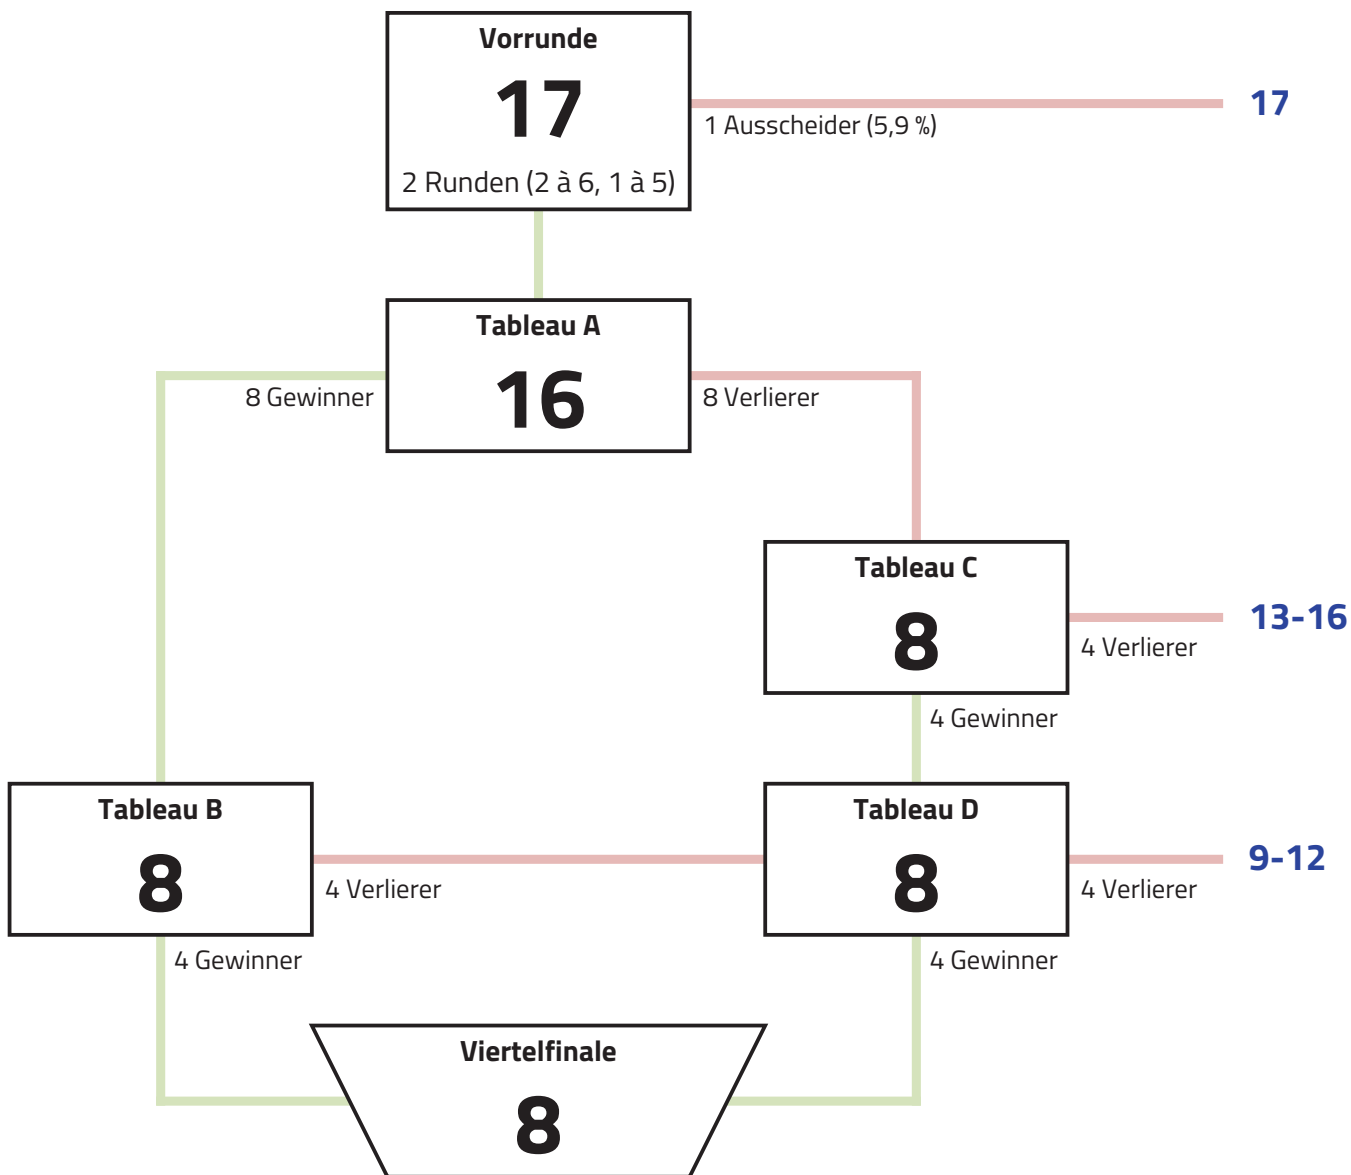 Vorrunde
17
2 Runden (2 à 6, 1 à 5)
1 Ausscheider (5,9 %)
17
Tableau A
16
8 Gewinner
8 Verlierer
Tableau C
8
4 Verlierer
13-16
4 Gewinner
Tableau B
8
4 Verlierer
4 Gewinner
Tableau D
8
4 Verlierer
9-12
4 Gewinner
Viertelfinale
8